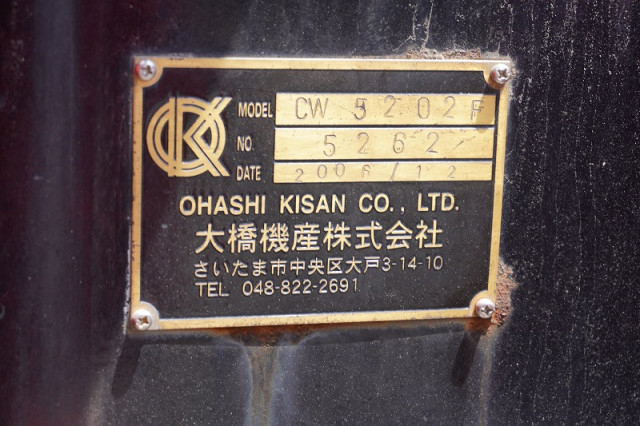 OK
MODEL CW 5202F
NO. 5262
DATE 2006/12
OHASHI KISAN CO., LTD.
大橋機産株式会社
さいたま市中央区大戸3-14-10
TEL 048-822-2691